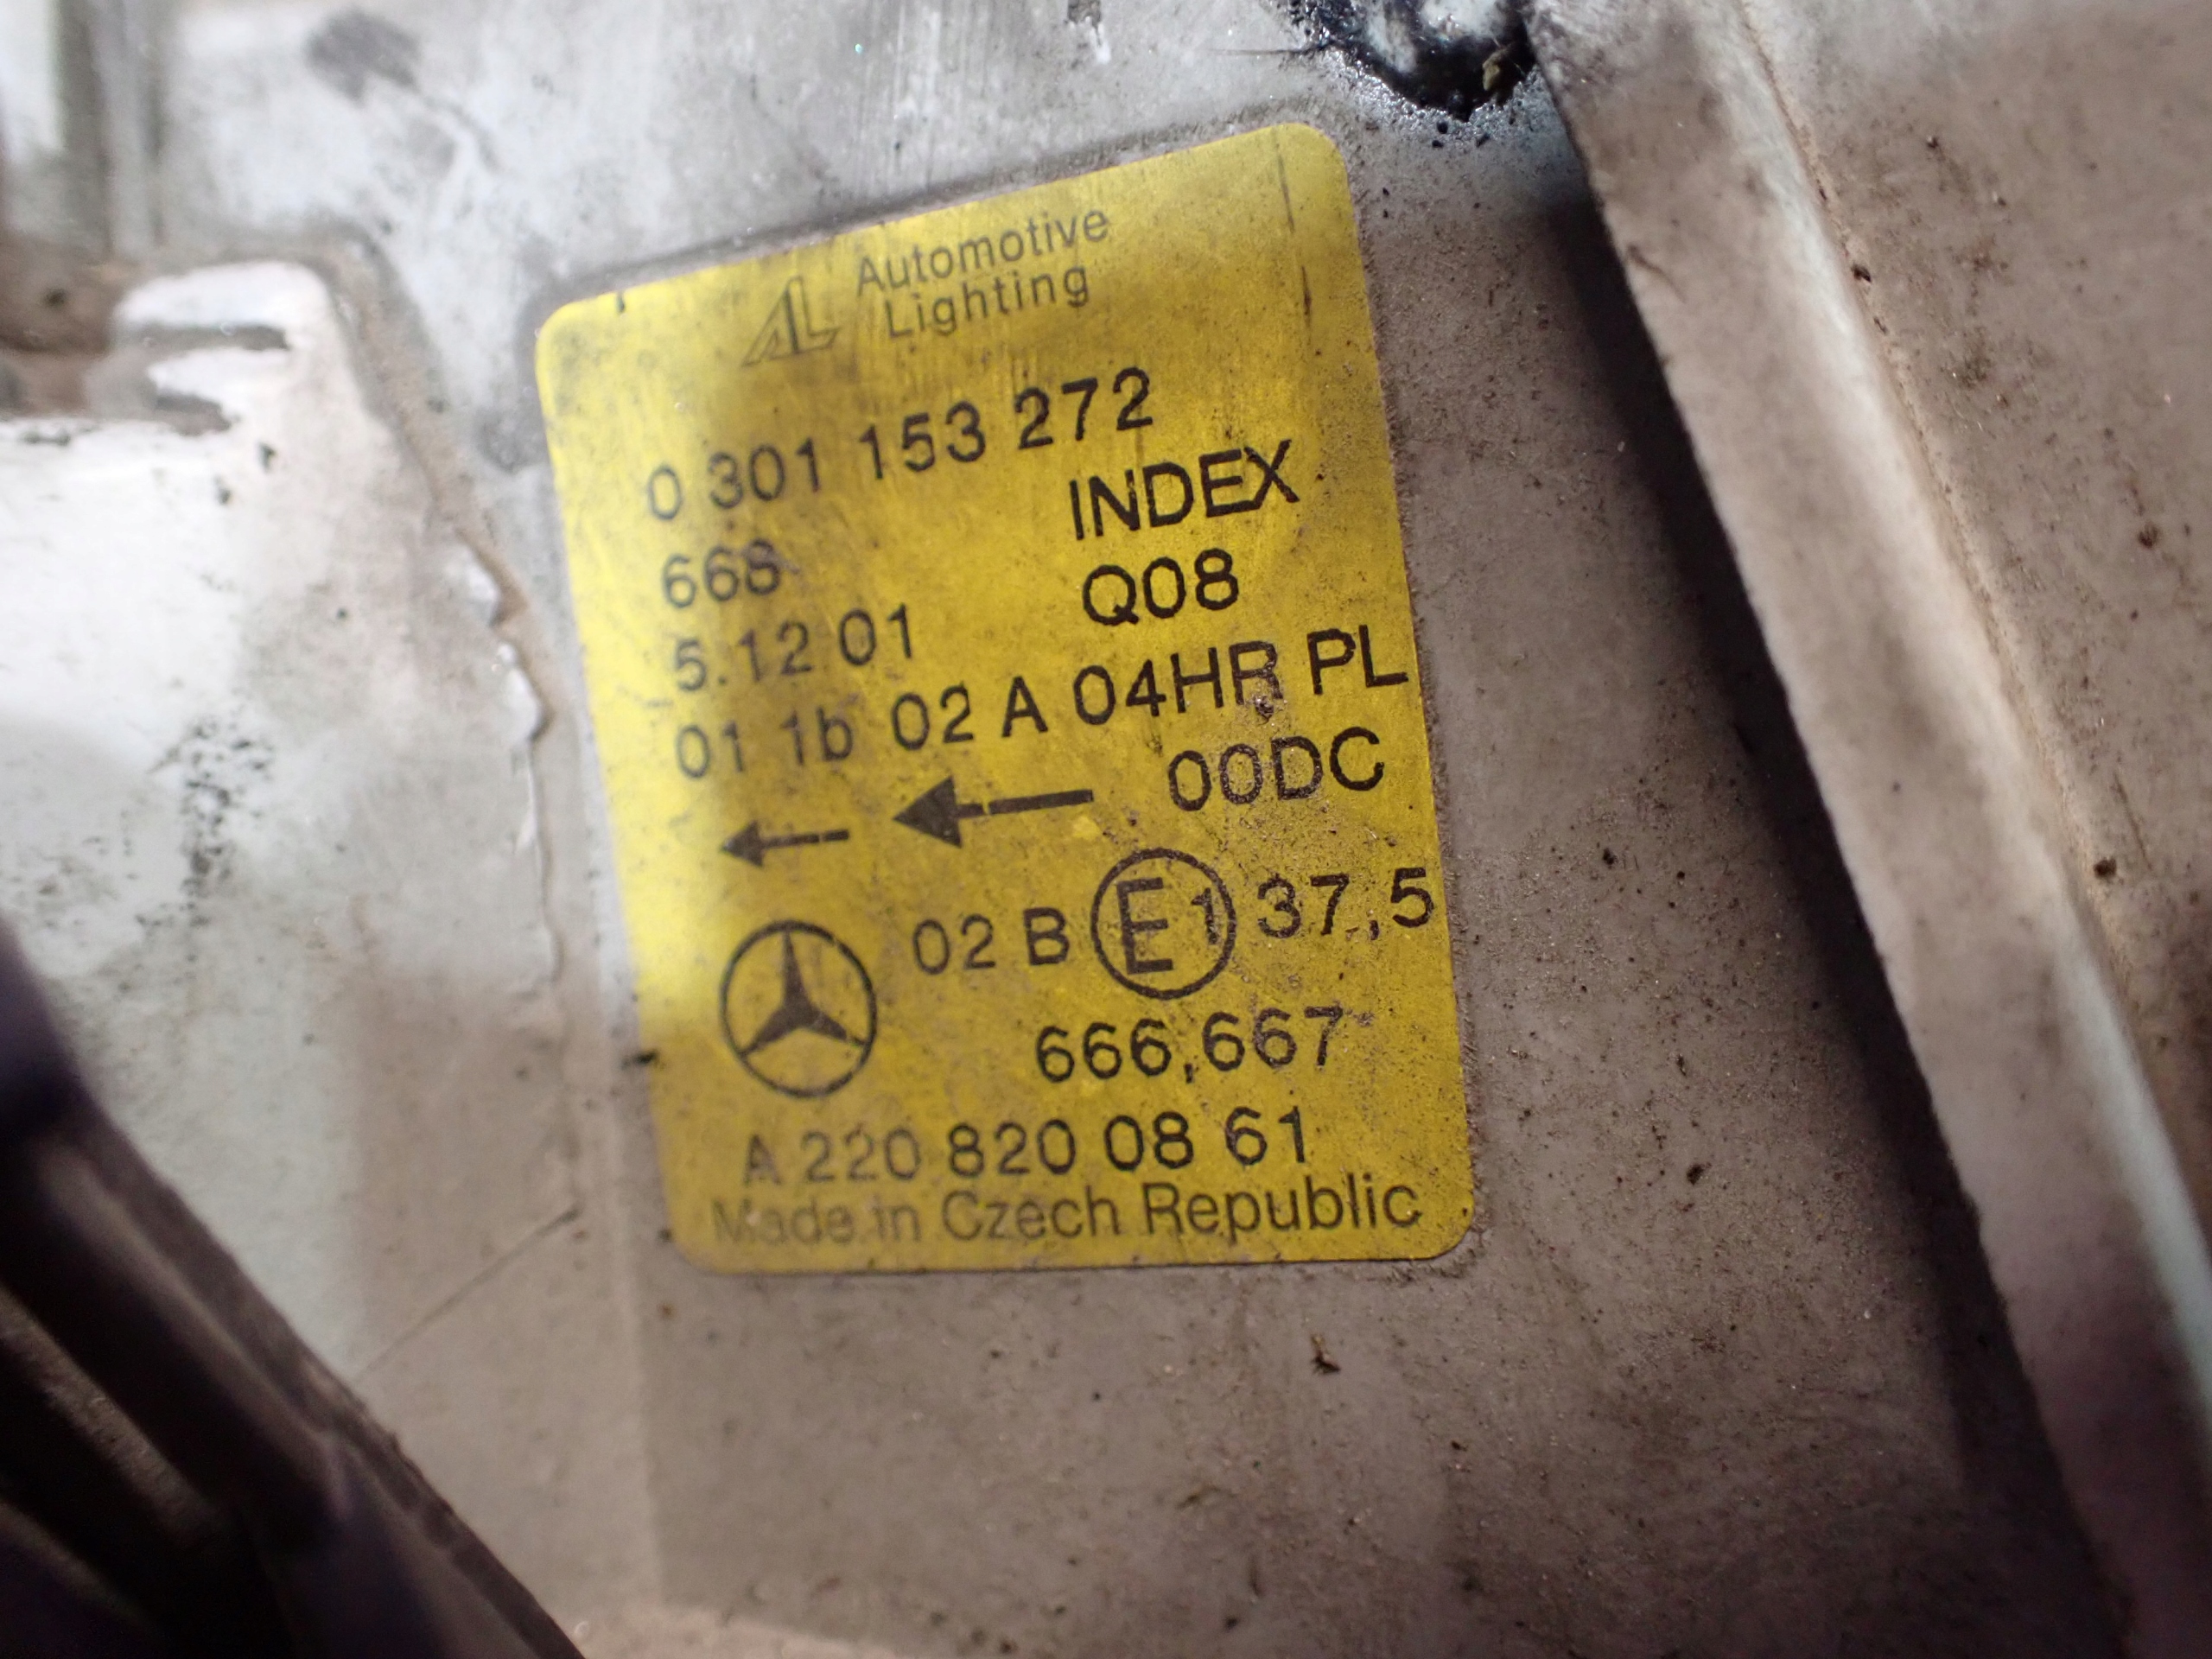 AL Automotive
Lighting
0 301 153 272
668 INDEX
5.12 01 Q08
01 1b 02 A 04HR PL
00DC
02 B E1 37,5
666,667
A 220 820 08 61
Made in Czech Republic